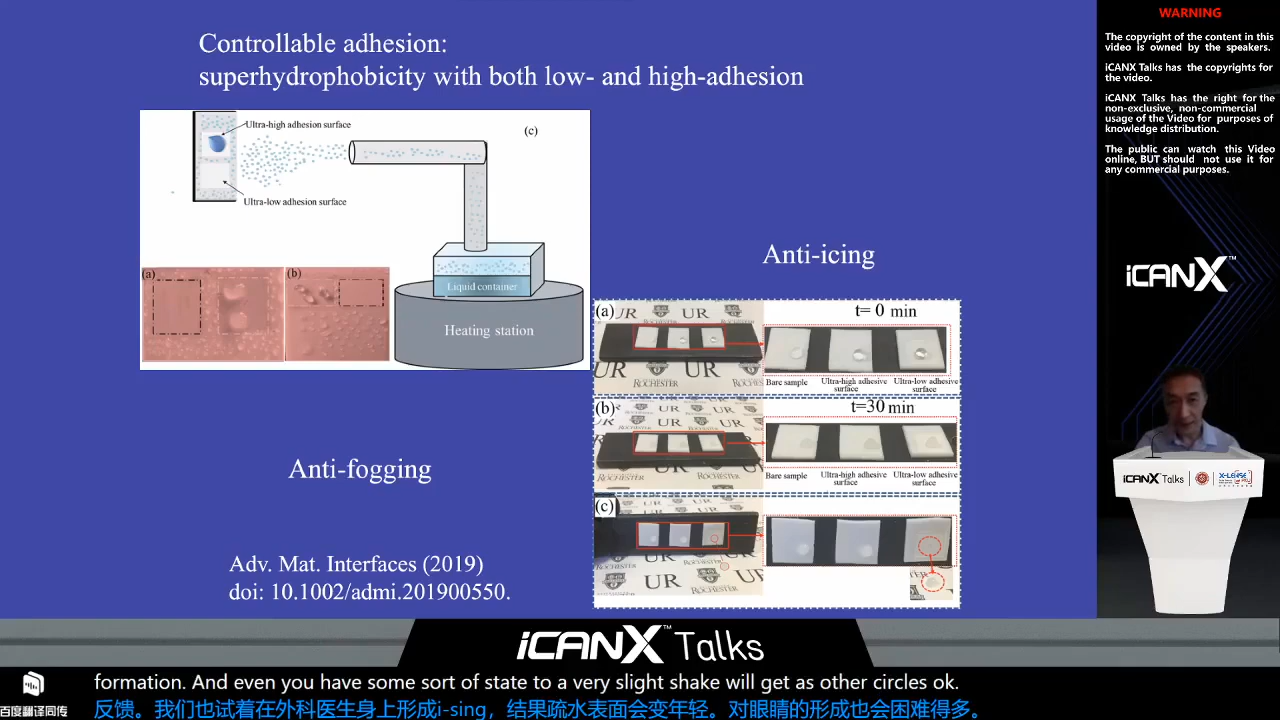 Controllable adhesion:
superhydrophobicity with both low- and high-adhesion
Ultra-high adhesion surface
(c)
Ultra-low adhesion surface
(a)
(b)
Liquid container
Heating station
Anti-fogging
Adv. Mat. Interfaces (2019)
doi: 10.1002/admi.201900550.
Anti-icing
(a)
UR
UR
ROCHESTER
UR
ROCHESTER
t= 0 min
Bare sample
Ultra-high adhesive
surface
Ultra-low adhesive
surface
(b)
UR
ROCHESTER
t=30 min
Bare sample
Ultra-high adhesive
surface
Ultra-low adhesive
surface
(c)
UR
UR
WARNING
The copyright of the content in this
video is owned by the speakers.
iCANX Talks has the copyrights for
the video.
iCANX Talks has the right for the
non-exclusive, non-commercial
usage of the Video for purposes of
knowledge distribution.
The public can watch this Video
online, BUT should not use it for
any commercial purposes.
iCANX™
iCANX Talks
iCANX™ Talks
formation. And even you have some sort of state to a very slight shake will get as other circles ok.
反馈。我们也试着在外科医生身上形成i-sing，结果疏水表面会变年轻。对眼睛的形成也会困难得多。
百度翻译同传